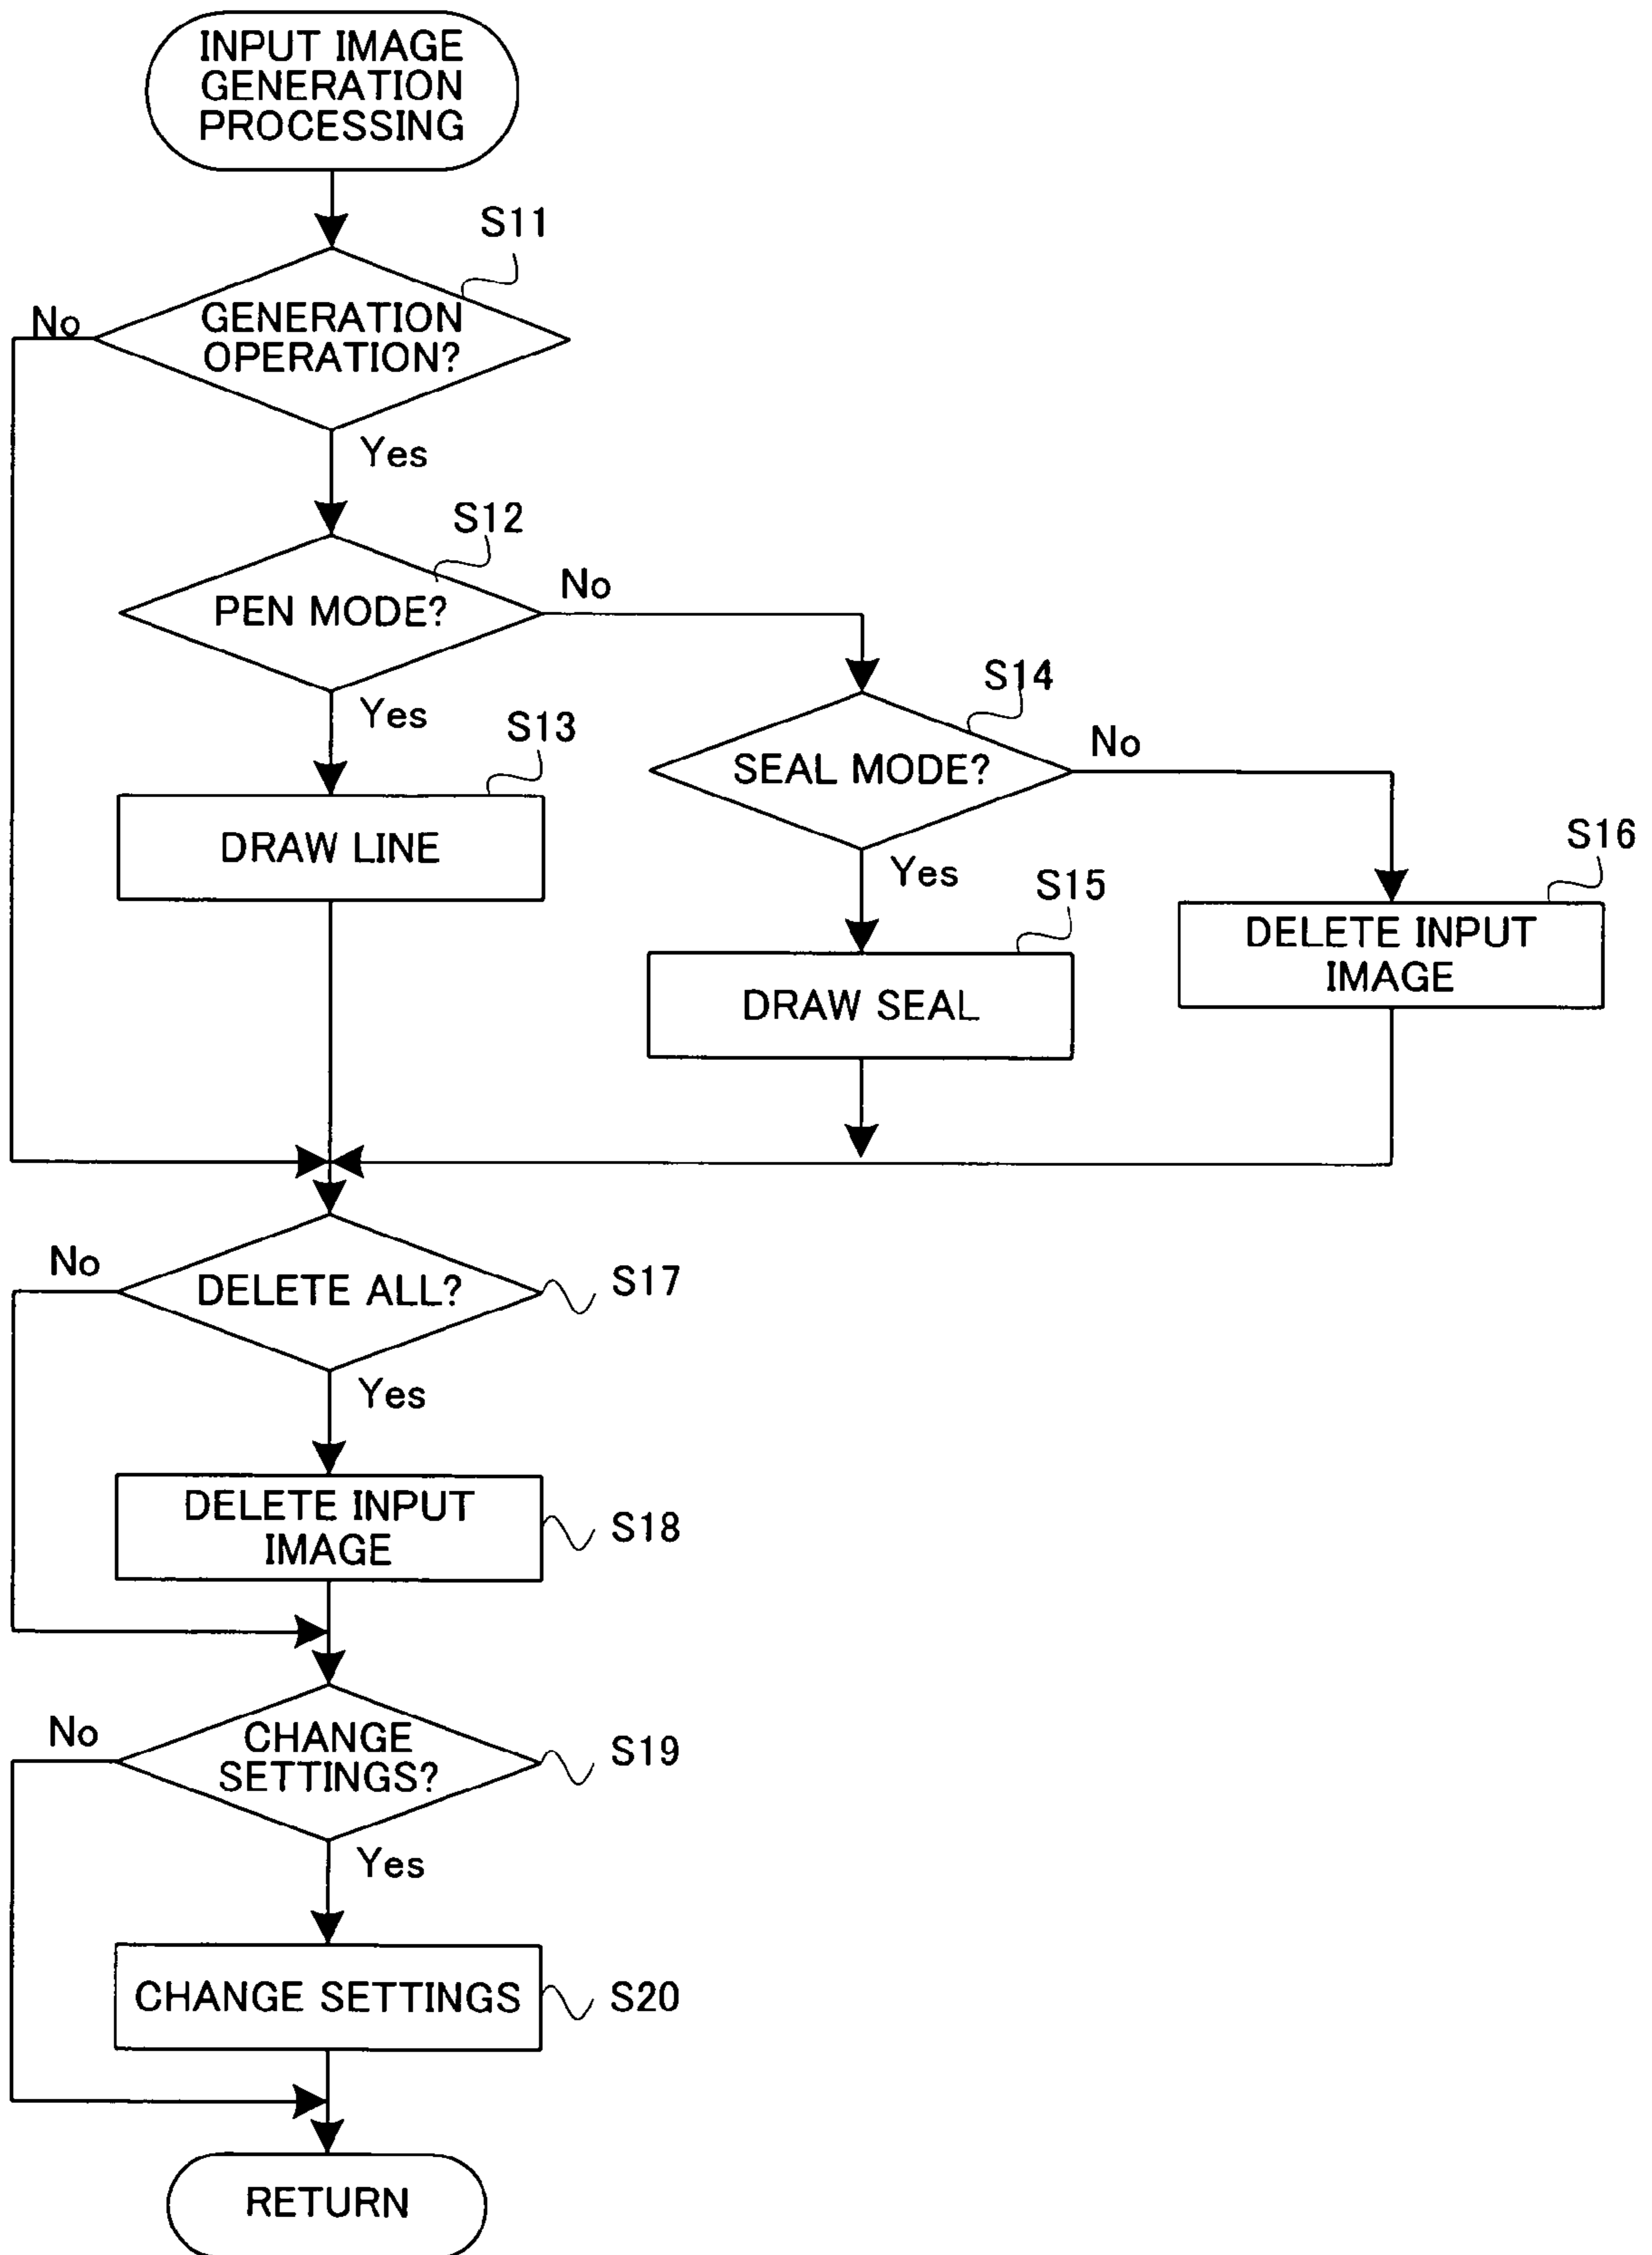 INPUT IMAGE
GENERATION
PROCESSING
S11
No
GENERATION
OPERATION?
Yes
S12
No
PEN MODE?
S14
Yes
S13
No
SEAL MODE?
S16
DRAW LINE
Yes
S15
DELETE INPUT
IMAGE
DRAW SEAL
No
S17
DELETE ALL?
Yes
DELETE INPUT
IMAGE
S18
No
CHANGE
SETTINGS?
S19
Yes
CHANGE SETTINGS
S20
RETURN